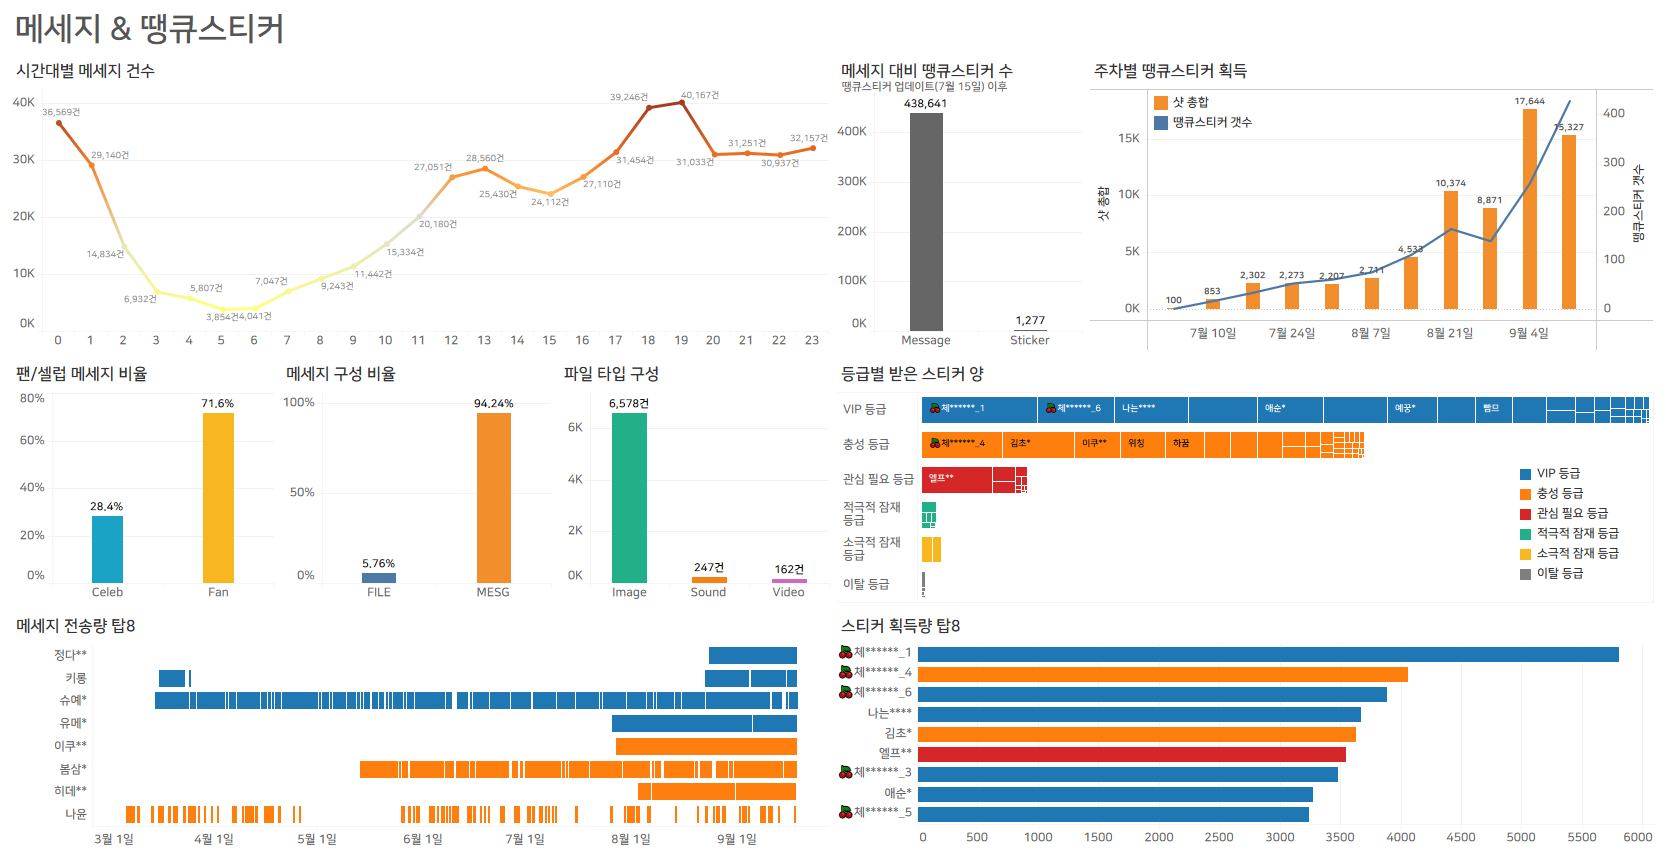 메세지 & 땡큐스티커
시간대별 메세지 건수
40K
30K
20K
10K
0K
36,569건
29,140건
14,834건
6,932건
5,807건
3,854건
4,041건
7,047건
9,243건
11,442건
15,334건
20,180건
27,051건
28,560건
25,430건
24,112건
27,110건
31,454건
39,246건
40,167건
31,033건
31,251건
30,937건
32,157건
0 1 2 3 4 5 6 7 8 9 10 11 12 13 14 15 16 17 18 19 20 21 22 23
메세지 대비 땡큐스티커 수
땡큐스티커 업데이트(7월 15일) 이후
438,641
400K
300K
200K
100K
0K
1,277
Message Sticker
주차별 땡큐스티커 획득
샷 총합
땡큐스티커 갯수
샷 총합
15K
10K
5K
0K
100
853
2,302
2,273
2,207
2,711
4,533
10,374
8,871
17,644
15,327
400
300
200
100
0
땡큐스티커 갯수
7월 10일 7월 24일 8월 7일 8월 21일 9월 4일
팬/셀럽 메세지 비율
80%
60%
40%
20%
0%
28.4%
71.6%
Celeb Fan
메세지 구성 비율
100%
50%
0%
5.76%
94.24%
FILE MESG
파일 타입 구성
6K
4K
2K
0K
6,578건
247건
162건
Image Sound Video
등급별 받은 스티커 양
VIP 등급
체******_1 체******_6 나는**** 애순* 예꽁* 빰므
충성 등급
체******_4 김초* 이쿠** 위칭 하꿈
관심 필요 등급
엘프**
적극적 잠재
등급
소극적 잠재
등급
이탈 등급
VIP 등급
충성 등급
관심 필요 등급
적극적 잠재 등급
소극적 잠재 등급
이탈 등급
메세지 전송량 탑8
정다**
키롱
슈예*
유메*
이쿠**
봄삼*
히데**
나윤
3월 1일 4월 1일 5월 1일 6월 1일 7월 1일 8월 1일 9월 1일
스티커 획득량 탑8
체******_1
체******_4
체******_6
나는****
김초*
엘프**
체******_3
애순*
체******_5
0 500 1000 1500 2000 2500 3000 3500 4000 4500 5000 5500 6000